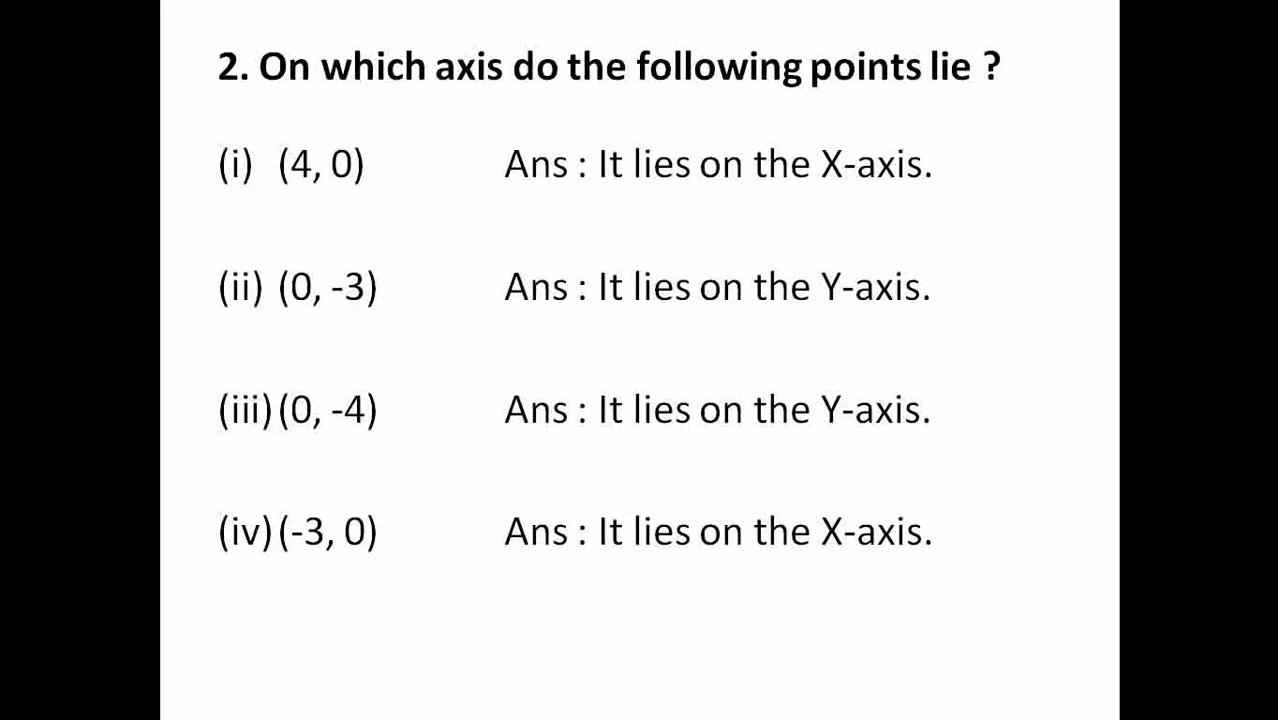 2. On which axis do the following points lie ?
(i) (4, 0) Ans : It lies on the X-axis.
(ii) (0, -3) Ans : It lies on the Y-axis.
(iii) (0, -4) Ans : It lies on the Y-axis.
(iv) (-3, 0) Ans : It lies on the X-axis.